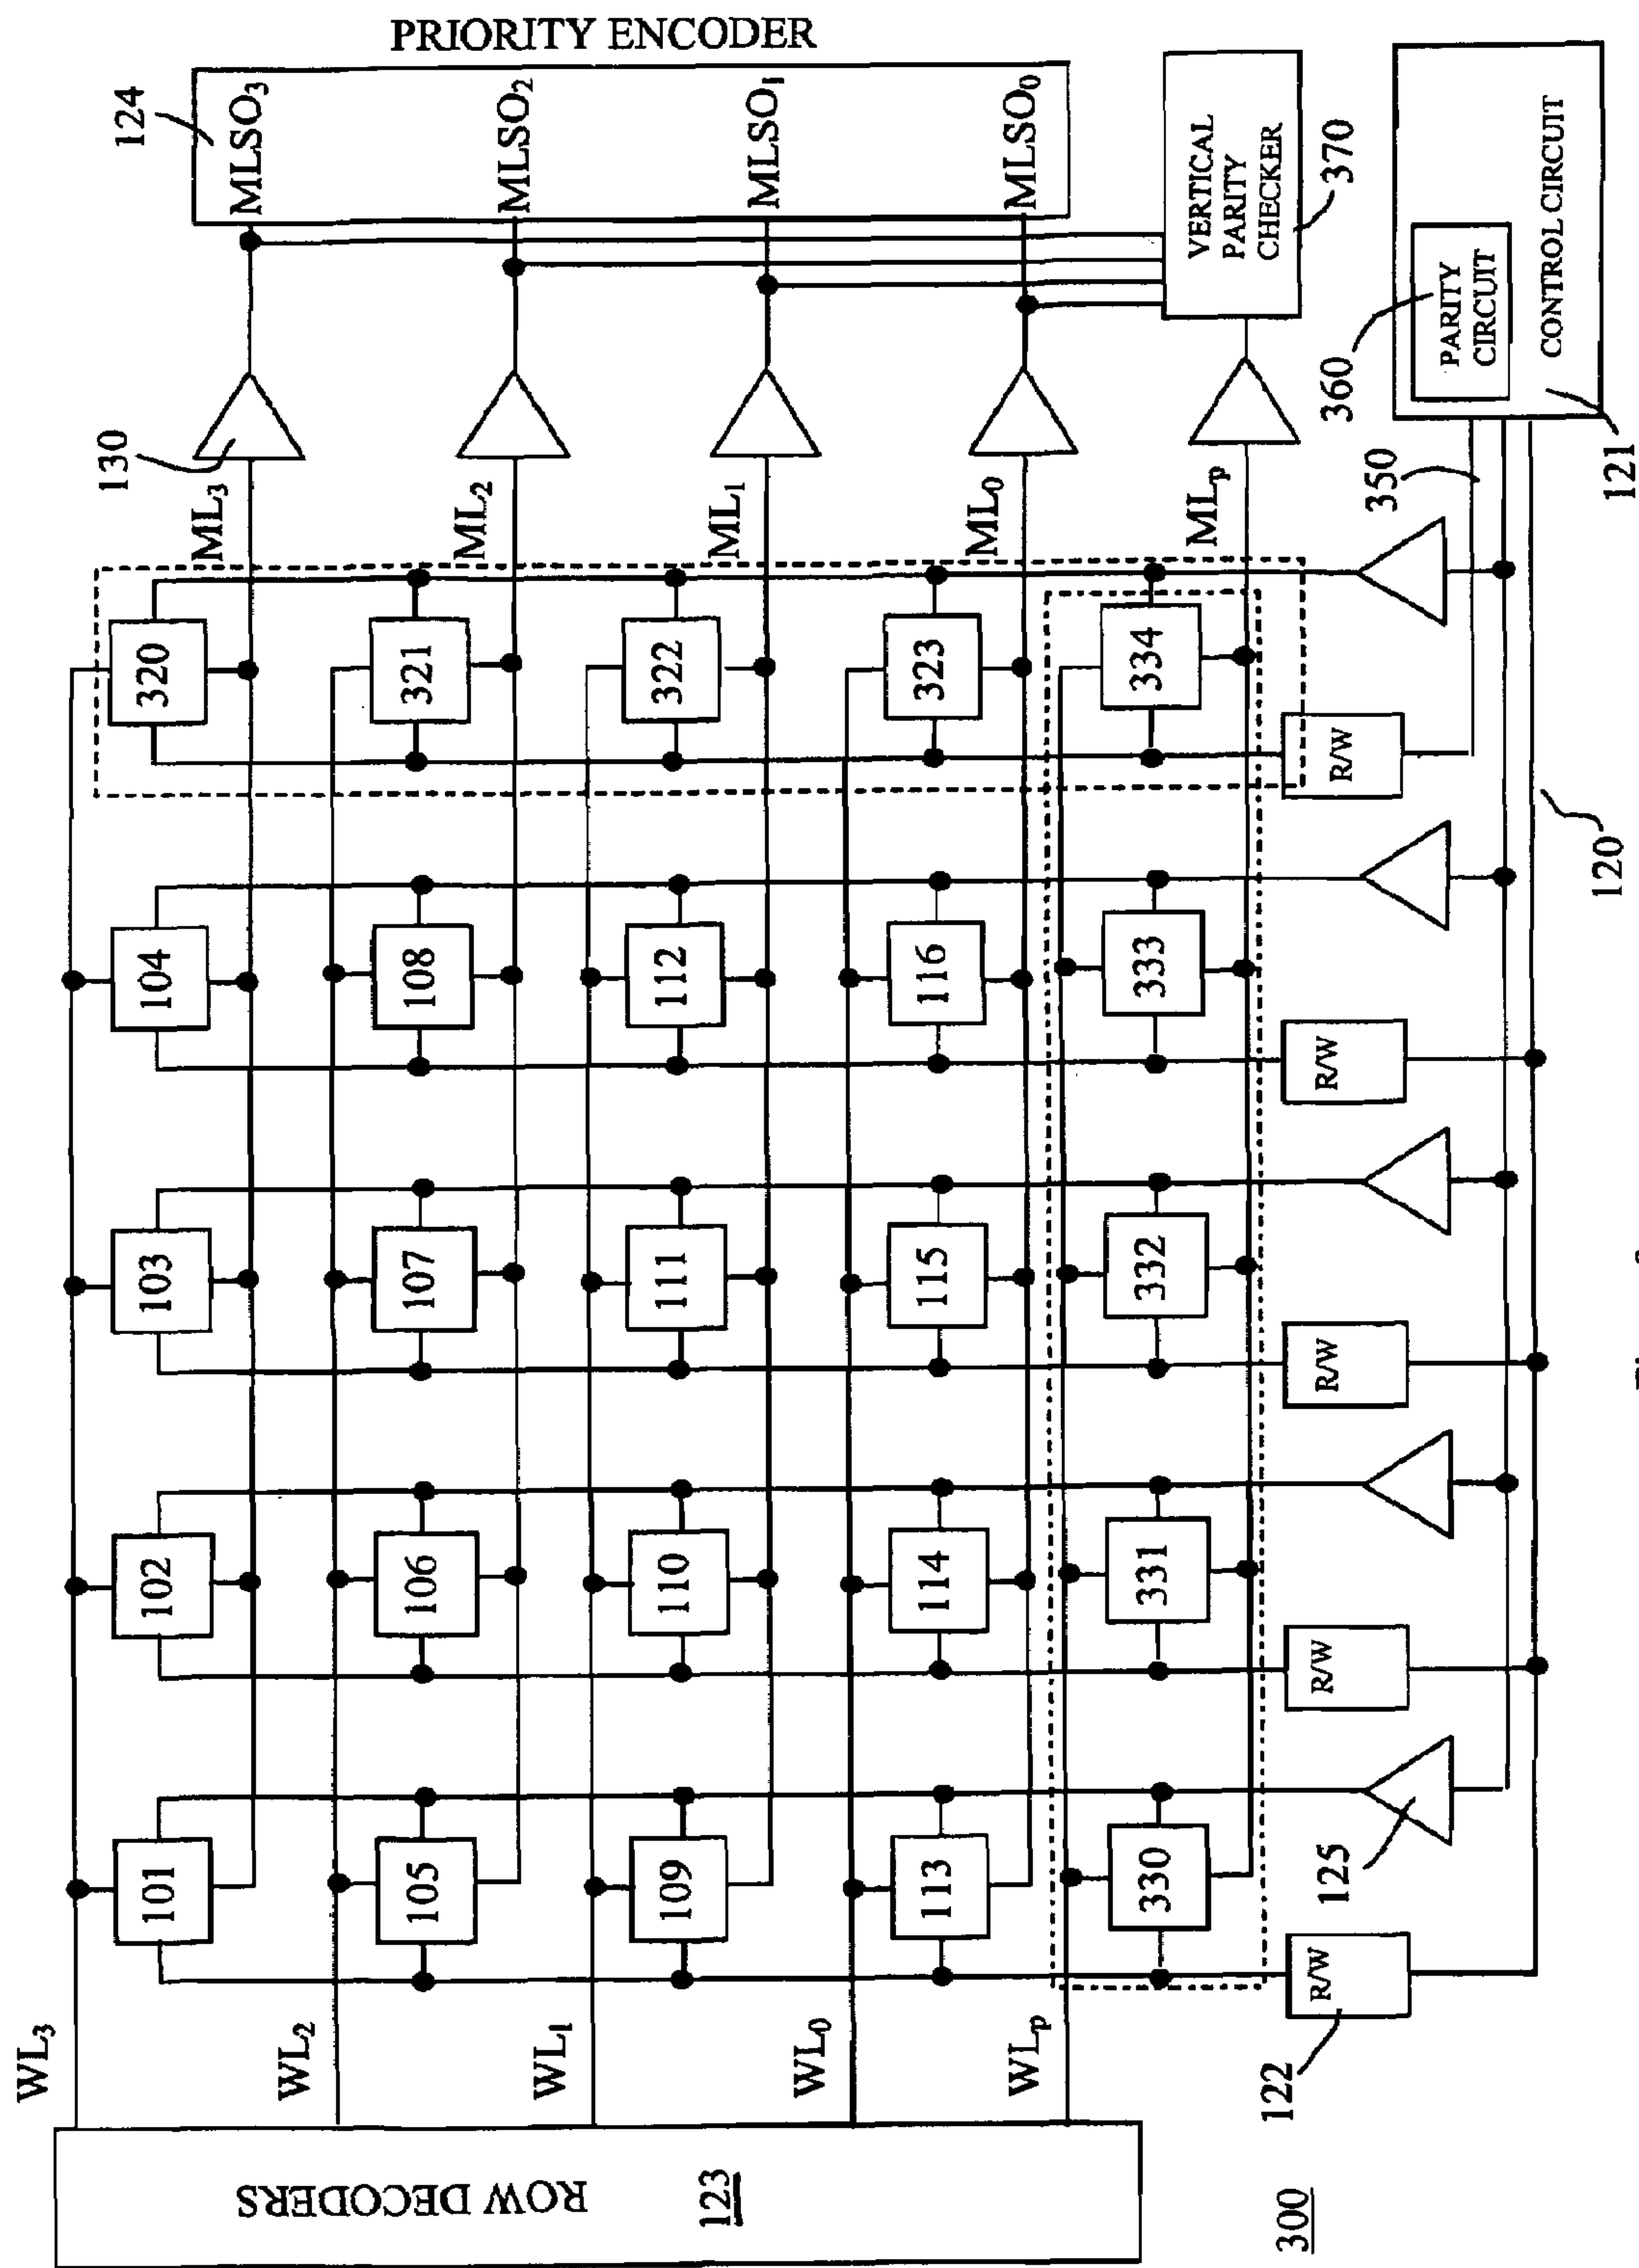 PRIORITY ENCODER
124
MLSO3
MLSO2
MLSO1
MLSO0
VERTICAL
PARITY
CHECKER
370
360
PARITY
CIRCUIT
CONTROL CIRCUIT
121
350
130
ML3
ML2
ML1
ML0
MLp
320
321
322
323
334
R/W
104
108
112
116
333
R/W
120
103
107
111
115
332
R/W
102
106
110
114
331
R/W
101
105
109
113
330
125
R/W
122
WL3
WL2
WL1
WL0
WLp
ROW DECODERS
123
300